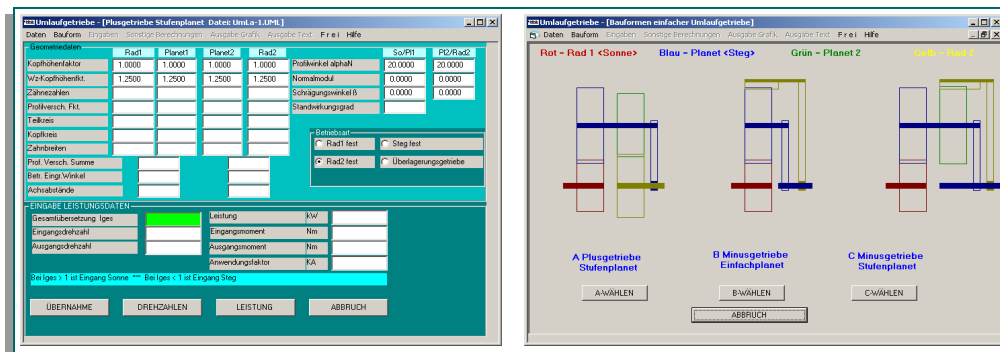 Umlaufgetriebe - [Plusgetriebe Stufenplanet Datei: UmLa-1.UML]
Daten Bauform Eingaben Sonstige Berechnungen Ausgabe Grafik Ausgabe Text Frei Hilfe
Geometriedaten
Rad1 Planet1 Planet2 Rad2 So/Pl1 Pl2/Rad2
Kopfhöhenfaktor 1.0000 1.0000 1.0000 1.0000 Profilwinkel alphaN 20.0000 20.0000
Wz-Kopfhöhenfkt. 1.2500 1.2500 1.2500 1.2500 Normalmodul 0.0000 0.0000
Zähnezahlen Schrägungswinkel ß 0.0000 0.0000
Profilversch. Fkt. Standwirkungsgrad
Teilkreis
Kopfkreis
Zahnbreiten
Betriebsart
Rad1 fest Steg fest
Rad2 fest Überlagerungsgetriebe
Prof. Versch. Summe
Betr. Eingr.Winkel
Achsabstände
EINGABE LEISTUNGSDATEN
Gesamtübersetzung Iges Leistung kW
Eingangsdrehzahl Eingangsmoment Nm
Ausgangsdrehzahl Ausgangsmoment Nm
Anwendungsfaktor KA
Bei Iges > 1 ist Eingang Sonne *** Bei Iges < 1 ist Eingang Steg
ÜBERNAHME DREHZAHLEN LEISTUNG ABBRUCH
Umlaufgetriebe - [Bauformen einfacher Umlaufgetriebe]
Daten Bauform Eingaben Sonstige Berechnungen Ausgabe Grafik Ausgabe Text Frei Hilfe
Rot - Rad 1 <Sonne> Blau - Planet <Steg> Grün - Planet 2 Gelb - Rad 2
A Plusgetriebe
Stufenplanet
B Minusgetriebe
Einfachplanet
C Minusgetriebe
Stufenplanet
A-WÄHLEN B-WÄHLEN C-WÄHLEN
ABBRUCH